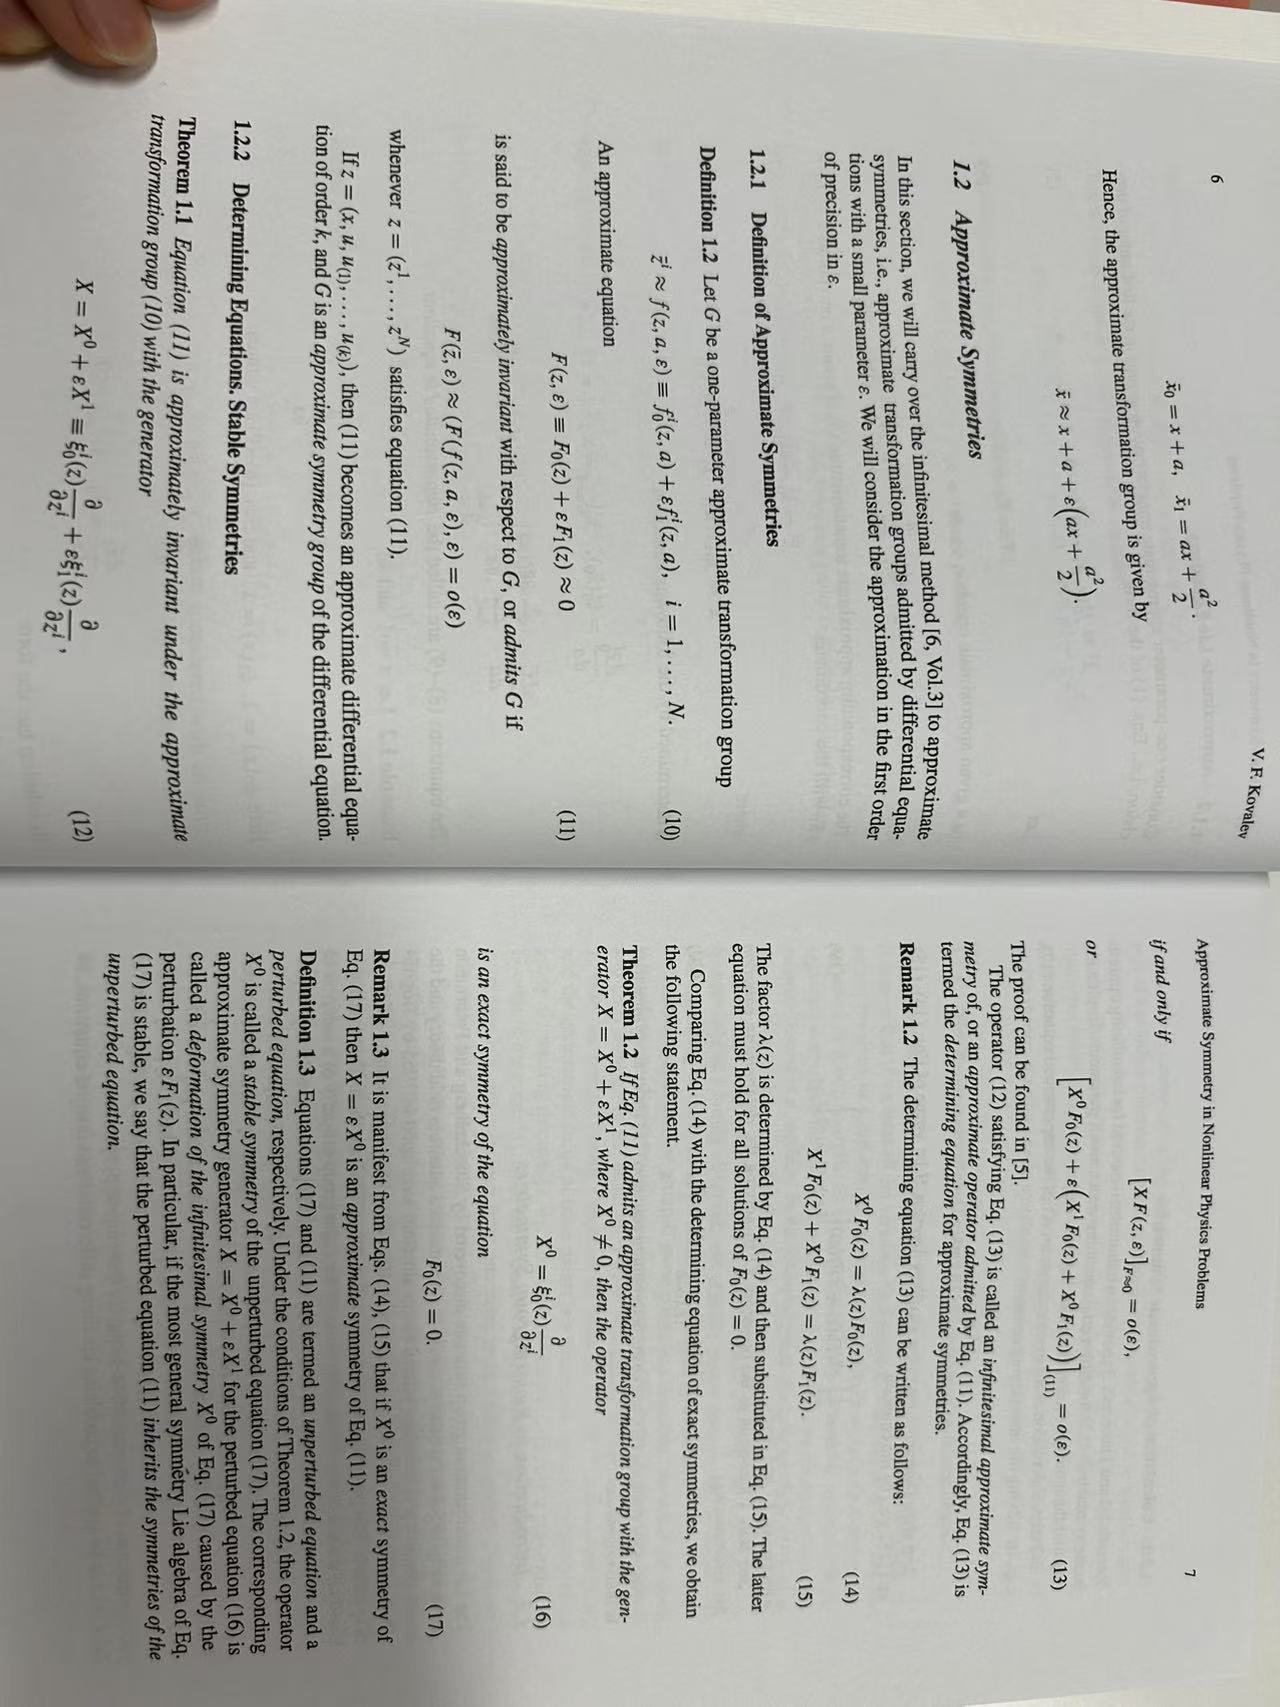 6
V. F. Kovalev
x̄₀ = x + a, x̄₁ = ax + a²/2.
Hence, the approximate transformation group is given by
x̄ ≈ x + a + ε(ax + a²/2).
1.2 Approximate Symmetries
In this section, we will carry over the infinitesimal method [6, Vol.3] to approximate
symmetries, i.e., approximate transformation groups admitted by differential equa-
tions with a small parameter ε. We will consider the approximation in the first order
of precision in ε.
1.2.1 Definition of Approximate Symmetries
Definition 1.2 Let G be a one-parameter approximate transformation group
z̄ⁱ ≈ f(z, a, ε) ≡ f₀ⁱ(z, a) + εf₁ⁱ(z, a), i = 1, . . . , N. (10)
An approximate equation
F(z, ε) ≡ F₀(z) + εF₁(z) ≈ 0 (11)
is said to be approximately invariant with respect to G, or admits G if
F(z̄, ε) ≈ (F(f(z, a, ε), ε) = o(ε)
whenever z = (z¹, . . . , zᴺ) satisfies equation (11).
If z = (x, u, u₍₁₎, . . . , u₍ₖ₎), then (11) becomes an approximate differential equa-
tion of order k, and G is an approximate symmetry group of the differential equation.
1.2.2 Determining Equations. Stable Symmetries
Theorem 1.1 Equation (11) is approximately invariant under the approximate
transformation group (10) with the generator
X = X⁰ + εX¹ ≡ ξ₀ⁱ(z) ∂/∂zⁱ + εξ₁ⁱ(z) ∂/∂zⁱ, (12)
Approximate Symmetry in Nonlinear Physics Problems
7
if and only if
[XF(z, ε)]_F≈0 = o(ε),
or
[X⁰F₀(z) + ε(X¹F₀(z) + X⁰F₁(z))]₍₁₁₎ = o(ε). (13)
The proof can be found in [5].
The operator (12) satisfying Eq. (13) is called an infinitesimal approximate sym-
metry of, or an approximate operator admitted by Eq. (11). Accordingly, Eq. (13) is
termed the determining equation for approximate symmetries.
Remark 1.2 The determining equation (13) can be written as follows:
X⁰F₀(z) = λ(z)F₀(z), (14)
X¹F₀(z) + X⁰F₁(z) = λ(z)F₁(z). (15)
The factor λ(z) is determined by Eq. (14) and then substituted in Eq. (15). The latter
equation must hold for all solutions of F₀(z) = 0.
Comparing Eq. (14) with the determining equation of exact symmetries, we obtain
the following statement.
Theorem 1.2 If Eq. (11) admits an approximate transformation group with the gen-
erator X = X⁰ + εX¹, where X⁰ ≠ 0, then the operator
X⁰ = ξ₀ⁱ(z) ∂/∂zⁱ (16)
is an exact symmetry of the equation
F₀(z) = 0. (17)
Remark 1.3 It is manifest from Eqs. (14), (15) that if X⁰ is an exact symmetry of
Eq. (17) then X = εX⁰ is an approximate symmetry of Eq. (11).
Definition 1.3 Equations (17) and (11) are termed an unperturbed equation and a
perturbed equation, respectively. Under the conditions of Theorem 1.2, the operator
X⁰ is called a stable symmetry of the unperturbed equation (17). The corresponding
approximate symmetry generator X = X⁰ + εX¹ for the perturbed equation (16) is
called a deformation of the infinitesimal symmetry X⁰ of Eq. (17) caused by the
perturbation εF₁(z). In particular, if the most general symmetry Lie algebra of Eq.
(17) is stable, we say that the perturbed equation (11) inherits the symmetries of the
unperturbed equation.